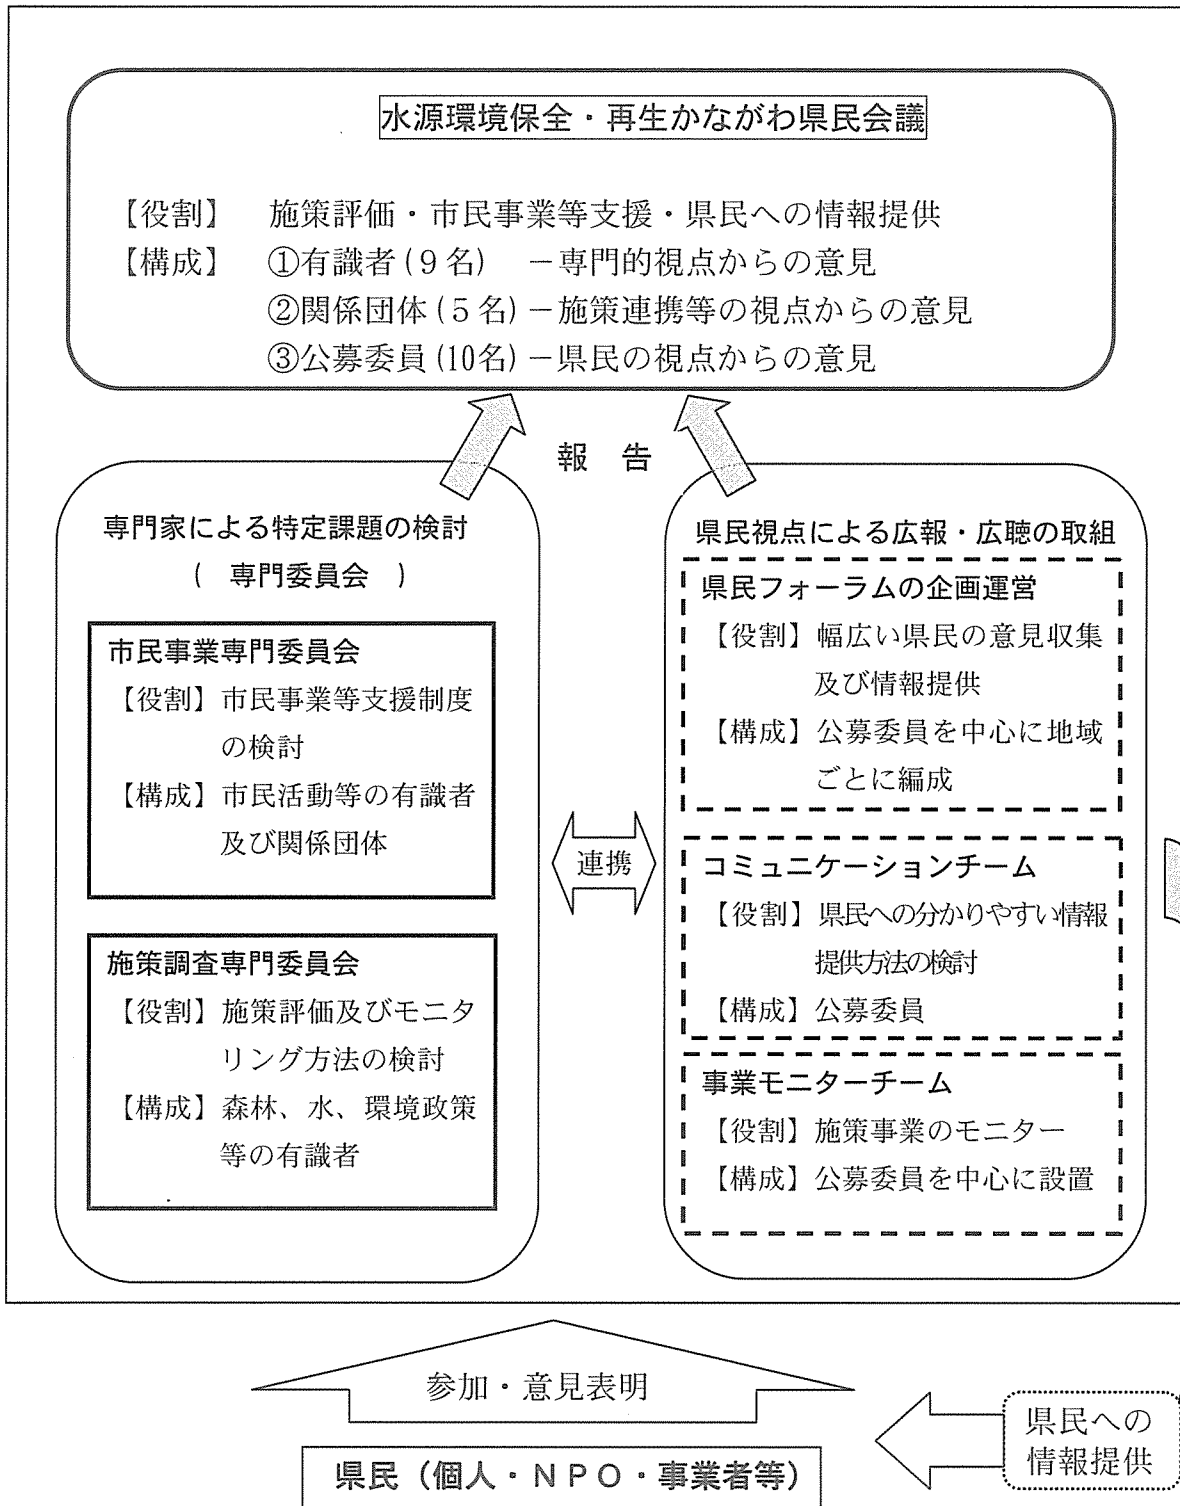 水源環境保全・再生かながわ県民会議
【役割】 施策評価・市民事業等支援・県民への情報提供
【構成】 ①有識者(9名) －専門的視点からの意見
②関係団体(5名)－施策連携等の視点からの意見
③公募委員(10名)－県民の視点からの意見
報 告
専門家による特定課題の検討
( 専門委員会 )
市民事業専門委員会
【役割】市民事業等支援制度
の検討
【構成】市民活動等の有識者
及び関係団体
施策調査専門委員会
【役割】施策評価及びモニタ
リング方法の検討
【構成】森林、水、環境政策
等の有識者
連携
県民視点による広報・広聴の取組
県民フォーラムの企画運営
【役割】幅広い県民の意見収集
及び情報提供
【構成】公募委員を中心に地域
ごとに編成
コミュニケーションチーム
【役割】県民への分かりやすい情報
提供方法の検討
【構成】公募委員
事業モニターチーム
【役割】施策事業のモニター
【構成】公募委員を中心に設置
参加・意見表明
県民（個人・ＮＰＯ・事業者等）
県民への
情報提供